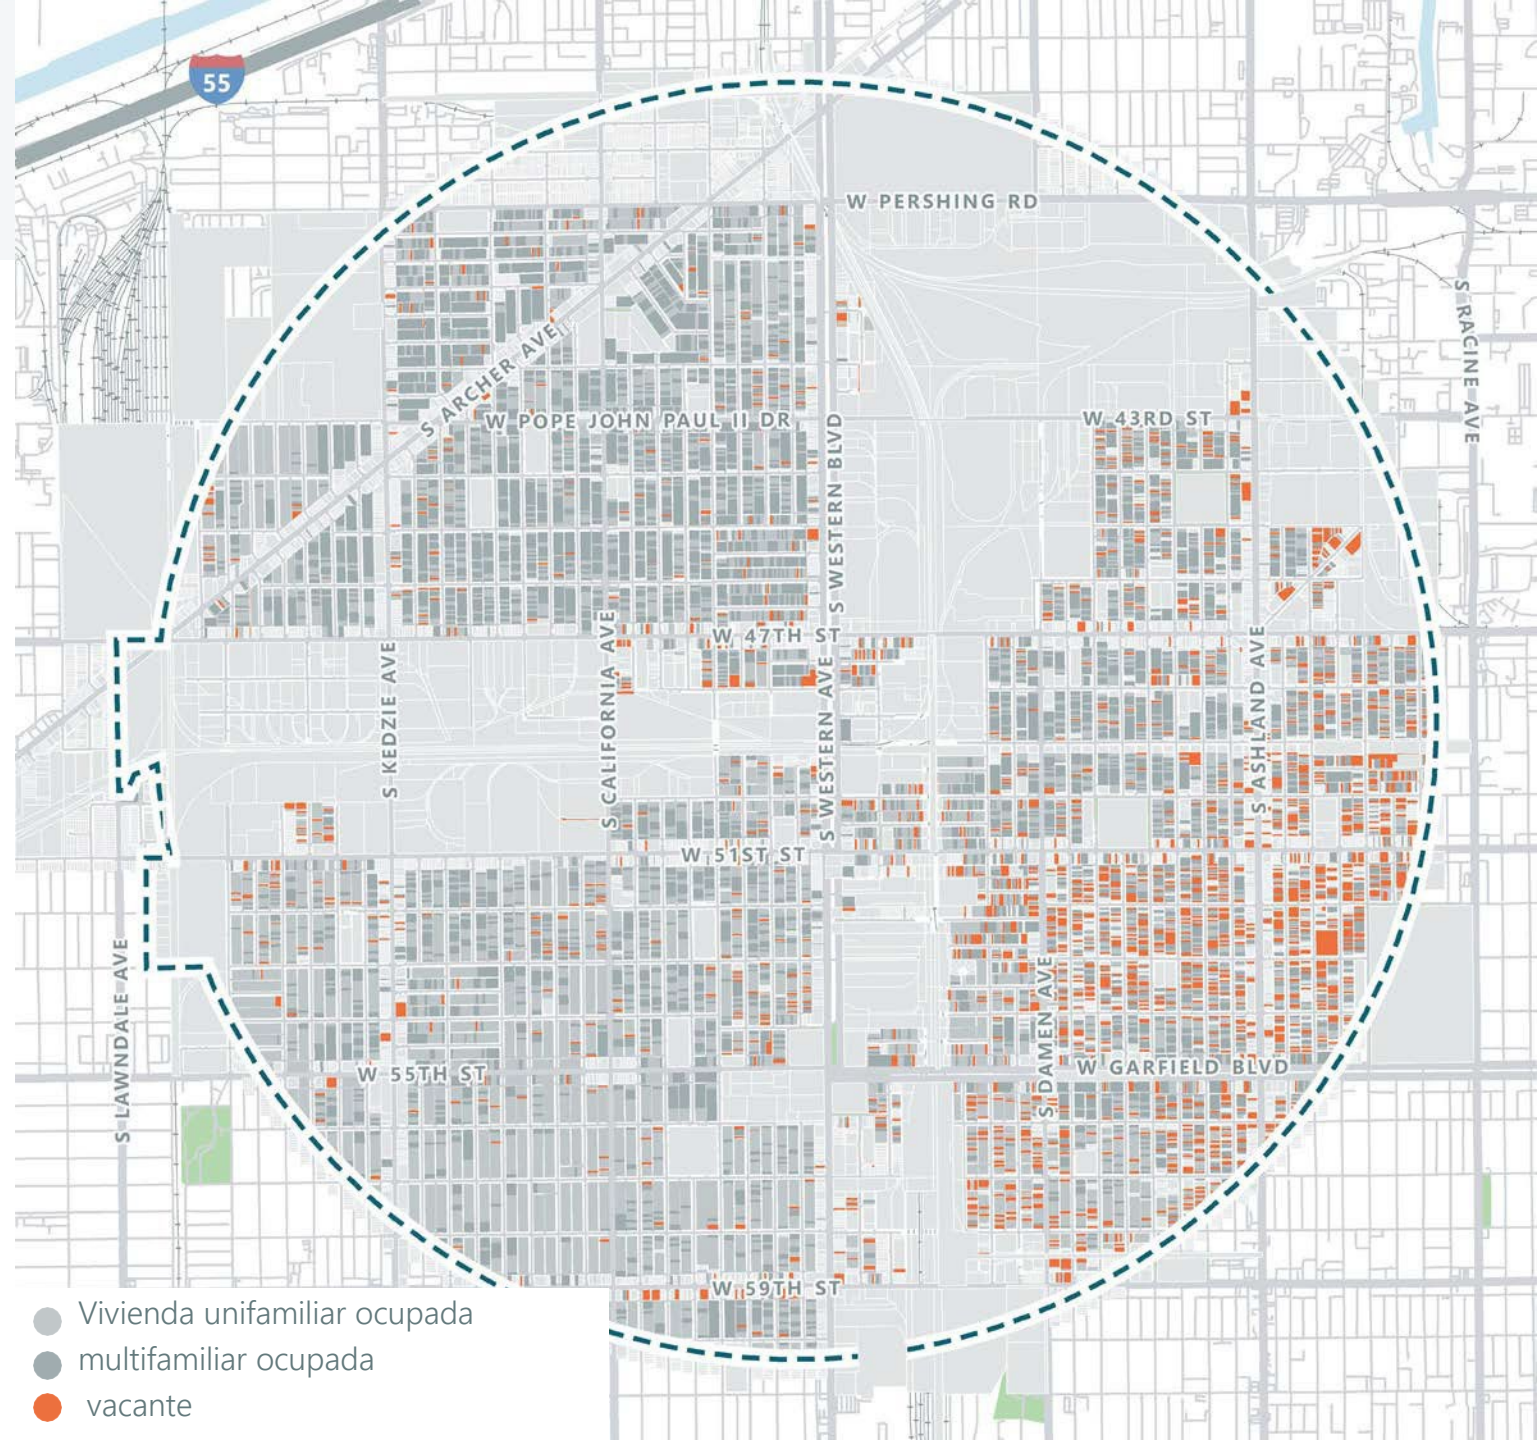 55
W PERSHING RD
S RACINE AVE
S ARCHER AVE
W POPE JOHN PAUL II DR
W 43RD ST
S WESTERN BLVD
W 47TH ST
S KEDZIE AVE
S CALIFORNIA AVE
S WESTERN AVE
S ASHLAND AVE
W 51ST ST
S LAWNDALE AVE
S DAMEN AVE
W 55TH ST
W GARFIELD BLVD
W 59TH ST
Vivienda unifamiliar ocupada
multifamiliar ocupada
vacante